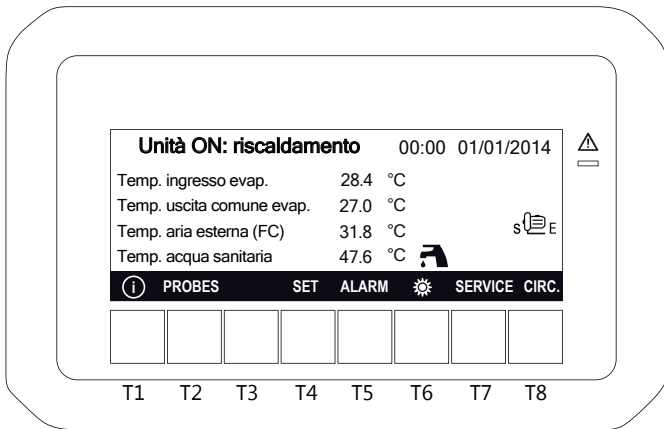 Unità ON: riscaldamento 00:00 01/01/2014
Temp. ingresso evap. 28.4 °C
Temp. uscita comune evap. 27.0 °C
Temp. aria esterna (FC) 31.8 °C S E
Temp. acqua sanitaria 47.6 °C
i PROBES SET ALARM SERVICE CIRC.
T1 T2 T3 T4 T5 T6 T7 T8